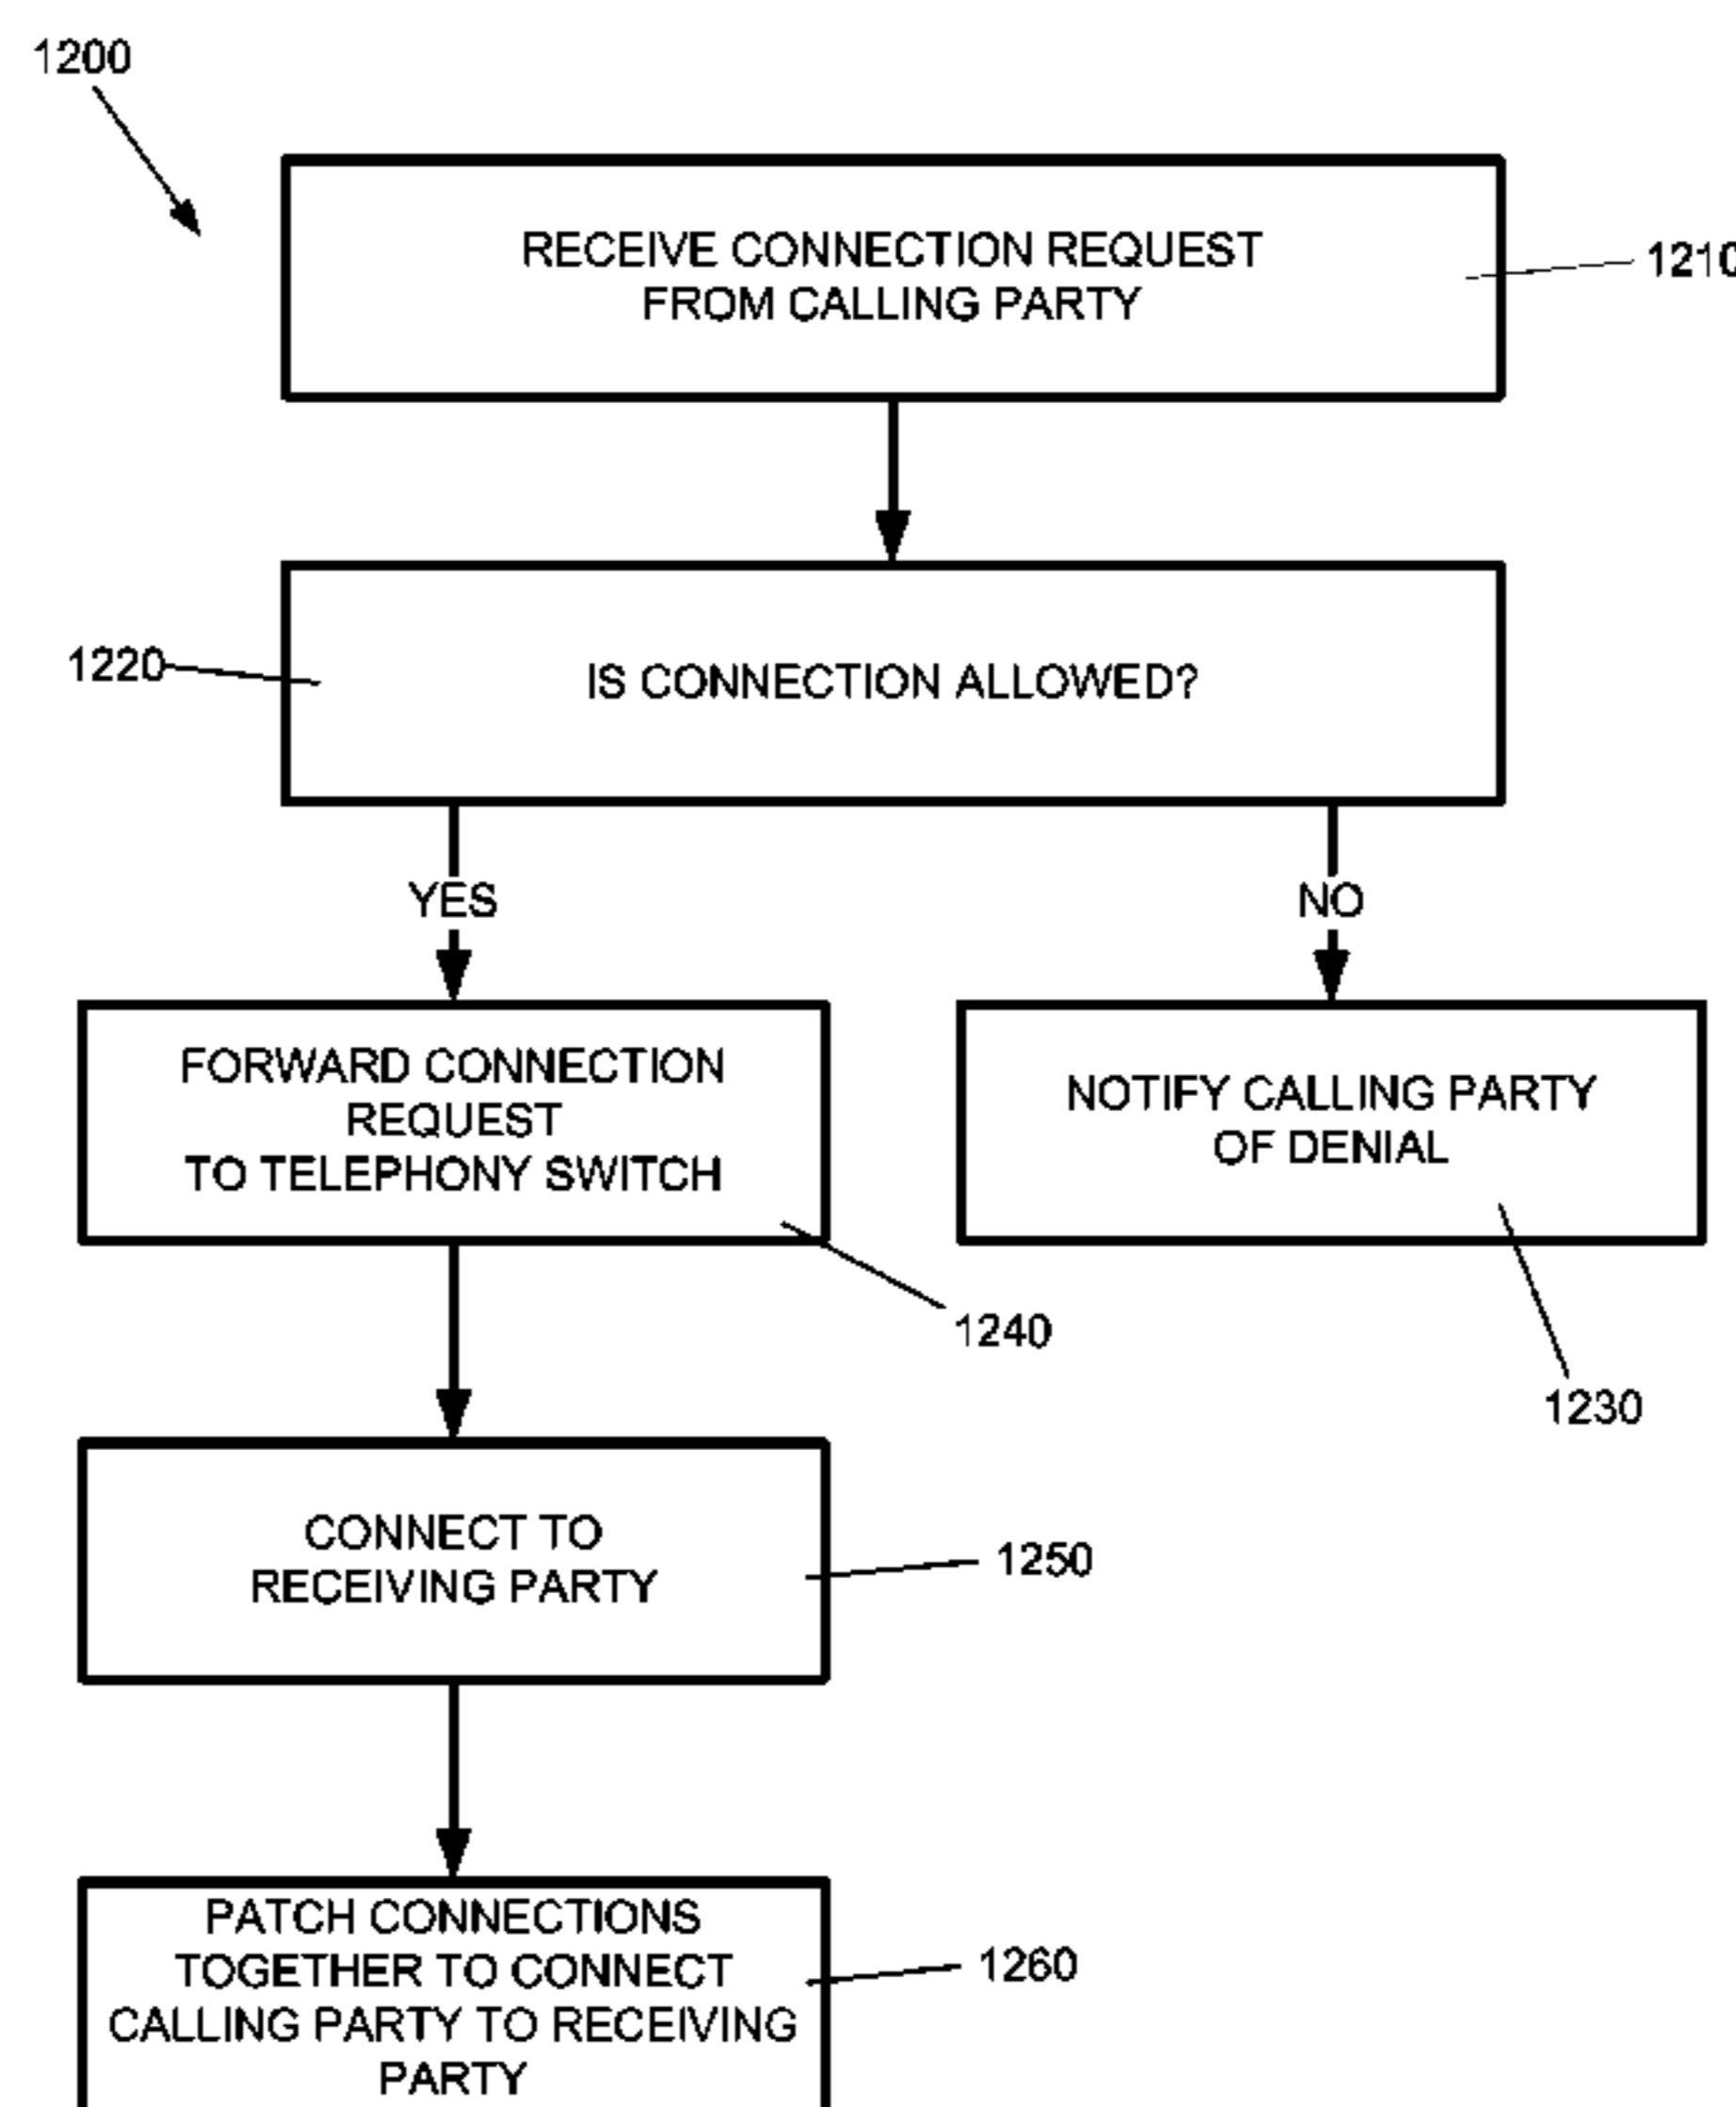 1200
RECEIVE CONNECTION REQUEST
FROM CALLING PARTY
1210
1220
IS CONNECTION ALLOWED?
YES
NO
FORWARD CONNECTION
REQUEST
TO TELEPHONY SWITCH
1240
NOTIFY CALLING PARTY
OF DENIAL
1230
CONNECT TO
RECEIVING PARTY
1250
PATCH CONNECTIONS
TOGETHER TO CONNECT
CALLING PARTY TO RECEIVING
PARTY
1260